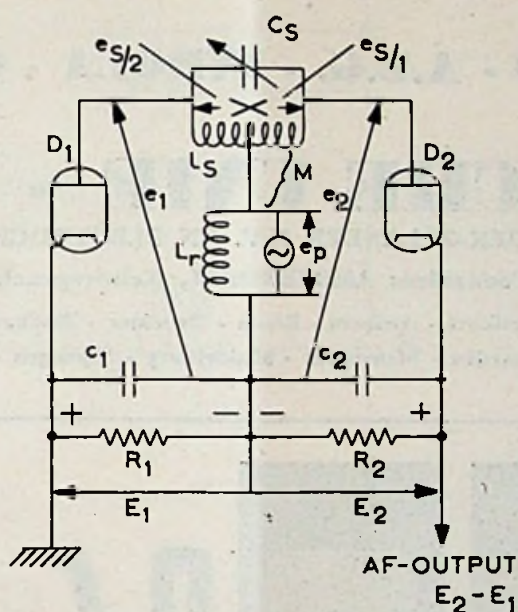 - A.
Cs
es/2
es/1
D1
D2
Ls
M
e1
e2
Lr
ep
c1
c2
+
-
-
+
R1
R2
E1
E2
AF-OUTPUT
E2-E1